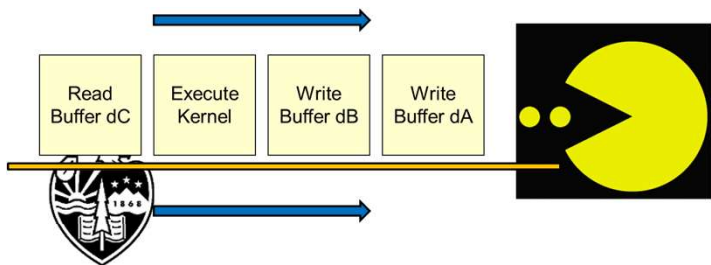 Read
Buffer dC
Execute
Kernel
Write
Buffer dB
Write
Buffer dA
1868